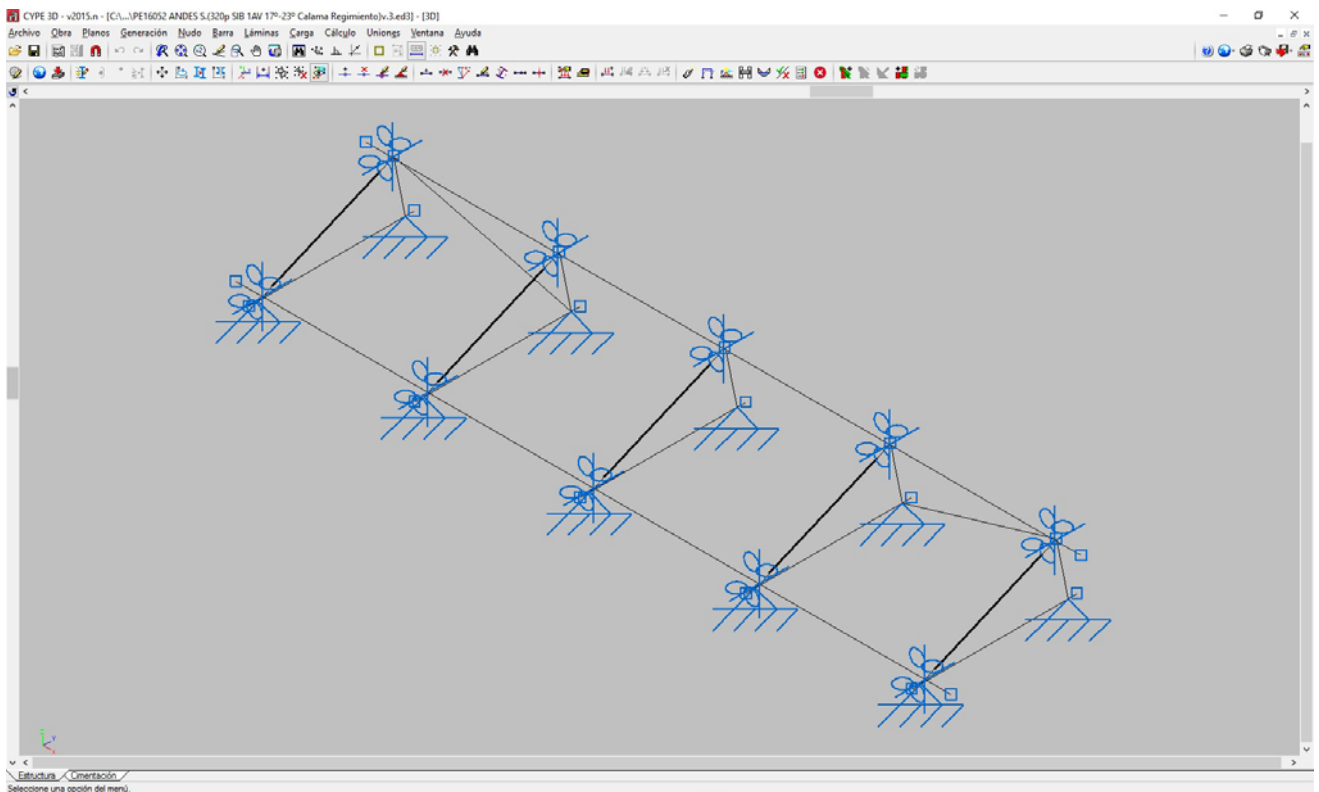 CYPE 3D - v2015.n - [C:\...\PE16052 ANDES S.(320p SIB 1AV 17º-23º Calama Regimiento)v.3.ed3] - [3D]
Archivo Obra Planos Generación Nudo Barra Láminas Carga Cálculo Uniones Ventana Ayuda
Estructura Cimentación
Seleccione una opción del menú.